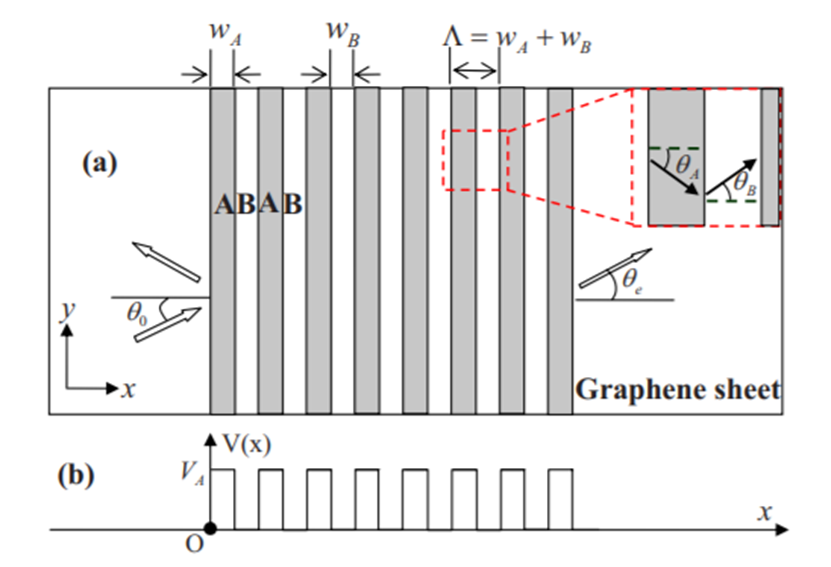 w_A w_B Λ = w_A + w_B
(a)
θ_A
θ_B
ABAB
θ_0
θ_e
y
x
Graphene sheet
V(x)
(b)
V_A
x
O